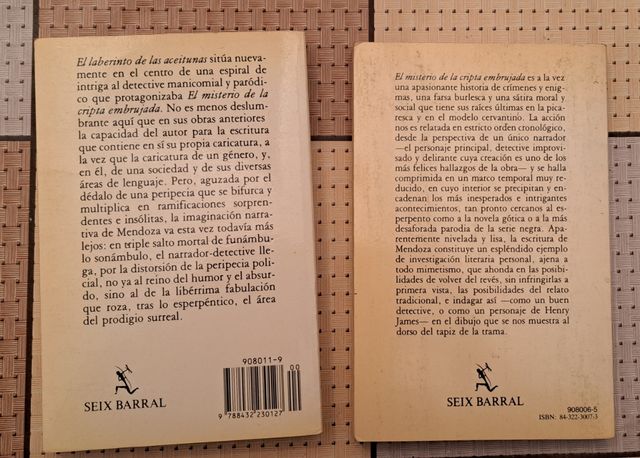 El laberinto de las aceitunas sitúa nueva-
mente en el centro de una espiral de
intriga al detective manicomial y paródi-
co que protagonizaba El misterio de la
cripta embrujada. No es menos deslum-
brante aquí que en sus obras anteriores
la capacidad del autor para la escritura
que contiene en sí su propia caricatura, a
la vez que la caricatura de un género, y,
en él, de una sociedad y de sus diversas
áreas de lenguaje. Pero, aguzada por el
dédalo de una peripecia que se bifurca y
multiplica en ramificaciones sorpren-
dentes e insólitas, la imaginación narra-
tiva de Mendoza va esta vez todavía más
lejos: en triple salto mortal de funámbu-
lo sonámbulo, el narrador-detective lle-
ga, por la distorsión de la peripecia poli-
cial, no ya al reino del humor y el absur-
do, sino al de la libérrima fabulación
que roza, tras lo esperpéntico, el área
del prodigio surreal.
SEIX BARRAL
908011-9
00
9 788432 230127
El misterio de la cripta embrujada es a la vez
una apasionante historia de crímenes y enig-
mas, una farsa burlesca y una sátira moral y
social que tiene sus raíces últimas en la pica-
resca y en el modelo cervantino. La acción
nos es relatada en estricto orden cronológico,
desde la perspectiva de un único narrador
—el personaje principal, detective improvi-
sado y delirante cuya creación es uno de los
más felices hallazgos de la obra— y se halla
comprimida en un marco temporal muy re-
ducido, en cuyo interior se precipitan y en-
cadenan los más inesperados e intrigantes
acontecimientos, tan pronto cercanos al es-
perpento como a la novela gótica o a la más
desaforada parodia de la serie negra. Apa-
rentemente nivelada y lisa, la escritura de
Mendoza constituye un espléndido ejemplo
de investigación literaria personal, ajena a
todo mimetismo, que ahonda en las posibili-
dades de volver del revés, sin infringirlas a
primera vista, las posibilidades del relato
tradicional, e indagar así —como un buen
detective, o como un personaje de Henry
James— en el dibujo que se nos muestra al
dorso del tapiz de la trama.
SEIX BARRAL
908006-5
ISBN: 84-322-3007-3